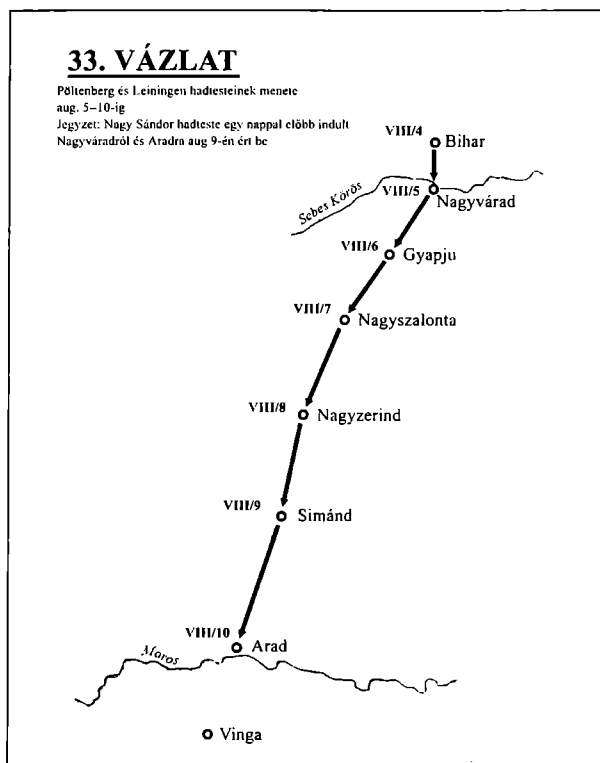 33. VÁZLAT
Pöltenberg és Leiningen hadtesteinek menete
aug. 5–10-ig
Jegyzet: Nagy Sándor hadteste egy nappal előbb indult
Nagyváradról és Aradra aug 9-én ért be
VIII/4
Bihar
Sebes Körös
VIII/5
Nagyvárad
VIII/6
Gyapju
VIII/7
Nagyszalonta
VIII/8
Nagyzerind
VIII/9
Simánd
VIII/10
Arad
Maros
Vinga